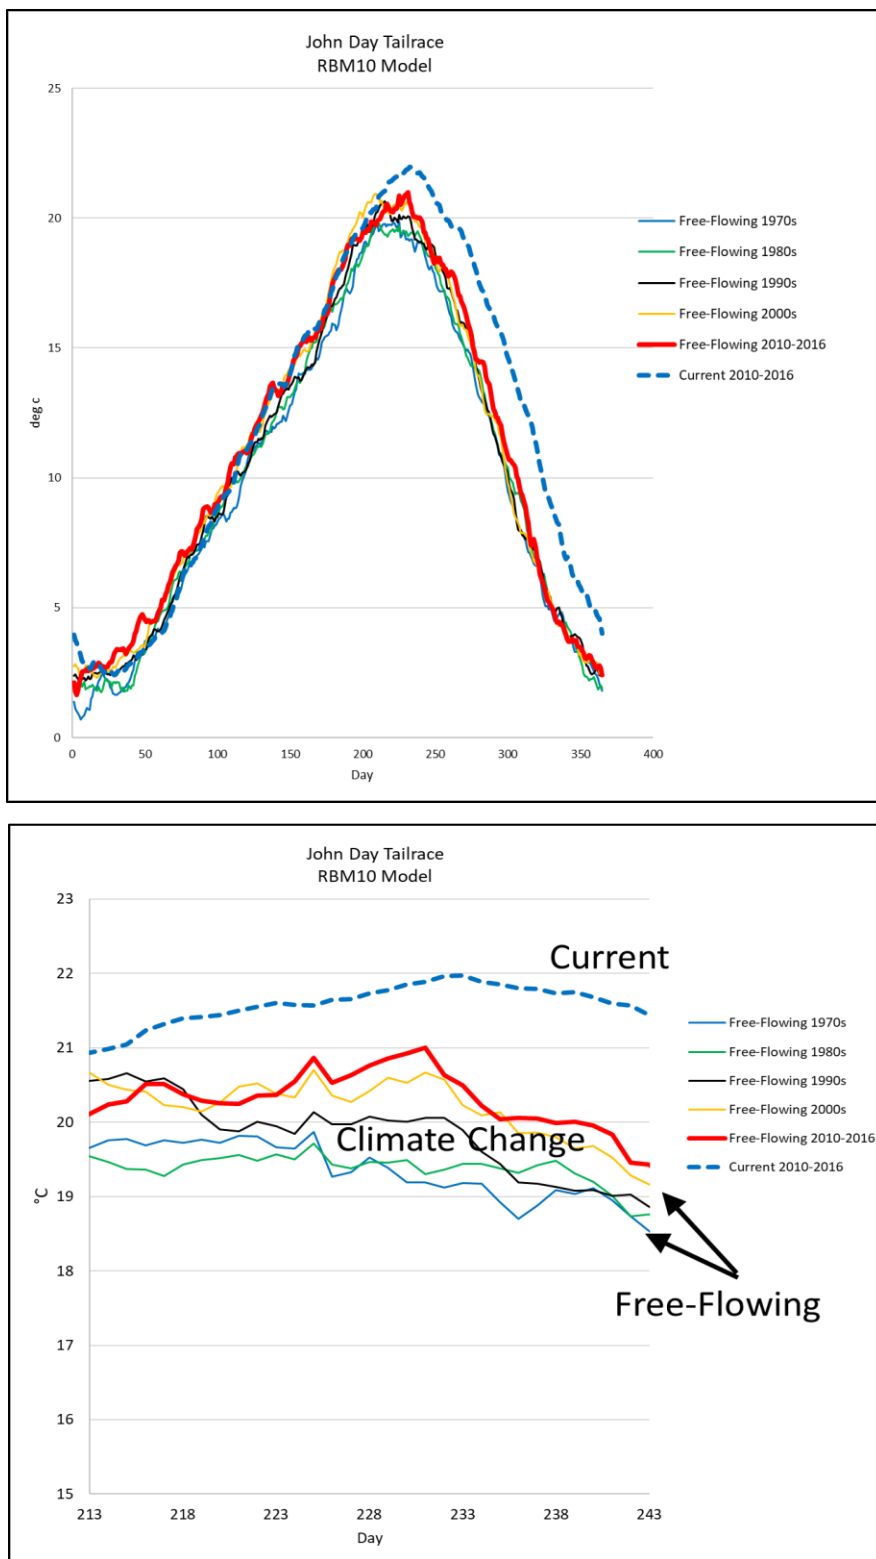 John Day Tailrace
RBM10 Model
25
20
15
10
5
0
deg c
0 50 100 150 200 250 300 350 400
Day
Free-Flowing 1970s
Free-Flowing 1980s
Free-Flowing 1990s
Free-Flowing 2000s
Free-Flowing 2010-2016
Current 2010-2016
John Day Tailrace
RBM10 Model
23
22
21
20
19
18
17
16
15
°C
213 218 223 228 233 238 243
Day
Current
Climate Change
Free-Flowing
Free-Flowing 1970s
Free-Flowing 1980s
Free-Flowing 1990s
Free-Flowing 2000s
Free-Flowing 2010-2016
Current 2010-2016